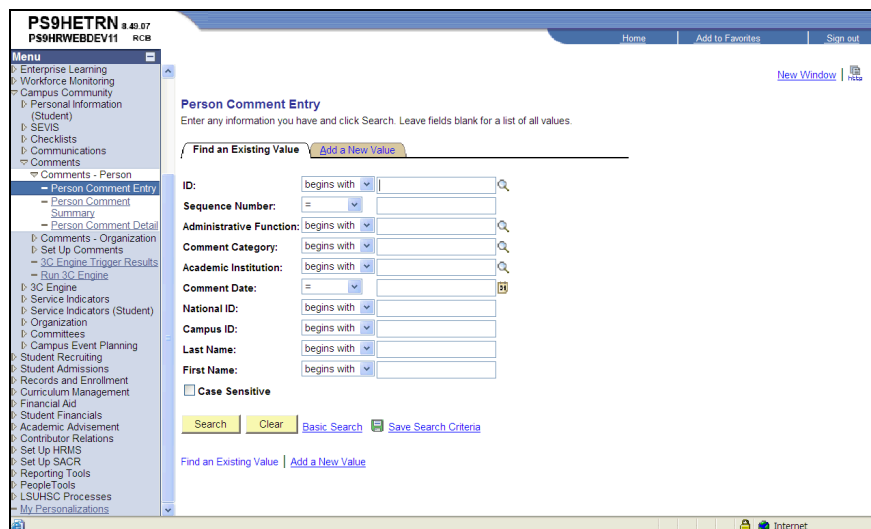 PS9HETRN 8.49.07
PS9HRWEBDEV11 RCB
Home
Add to Favorites
Sign out
Menu
Enterprise Learning
Workforce Monitoring
Campus Community
Personal Information
(Student)
SEVIS
Checklists
Communications
Comments
Comments - Person
Person Comment Entry
Person Comment
Summary
Person Comment Detail
Comments - Organization
Set Up Comments
3C Engine Trigger Results
Run 3C Engine
3C Engine
Service Indicators
Service Indicators (Student)
Organization
Committees
Campus Event Planning
Student Recruiting
Student Admissions
Records and Enrollment
Curriculum Management
Financial Aid
Student Financials
Academic Advisement
Contributor Relations
Set Up HRMS
Set Up SACR
Reporting Tools
PeopleTools
LSUHSC Processes
My Personalizations
New Window
http
Person Comment Entry
Enter any information you have and click Search. Leave fields blank for a list of all values.
Find an Existing Value
Add a New Value
ID: begins with
Sequence Number: =
Administrative Function: begins with
Comment Category: begins with
Academic Institution: begins with
Comment Date: = 31
National ID: begins with
Campus ID: begins with
Last Name: begins with
First Name: begins with
Case Sensitive
Search Clear Basic Search Save Search Criteria
Find an Existing Value | Add a New Value
Internet